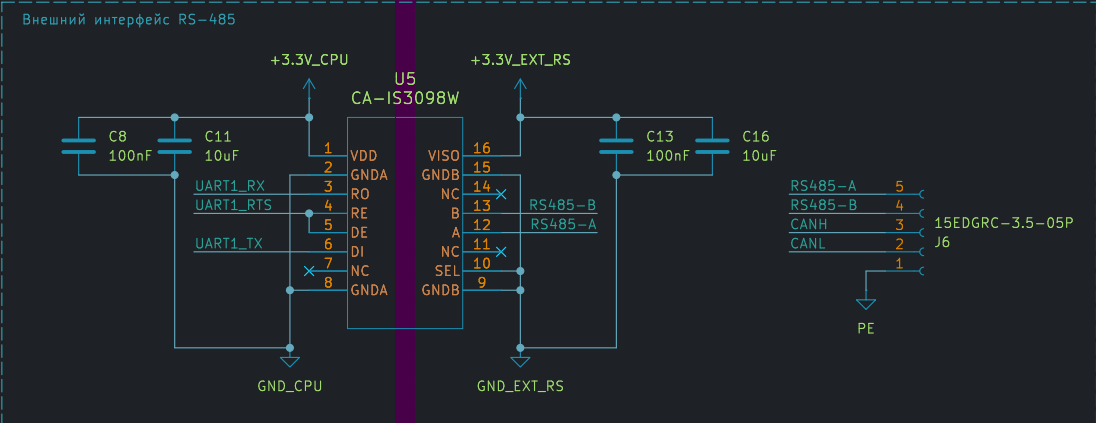 Внешний интерфейс RS-485
+3.3V_CPU
+3.3V_EXT_RS
U5
CA-IS3098W
C8
100nF
C11
10uF
C13
100nF
C16
10uF
1 VDD
2 GNDA
UART1_RX 3 RO
UART1_RTS 4 RE
5 DE
UART1_TX 6 DI
7 NC
8 GNDA
VISO 16
GNDB 15
NC 14
B 13 RS485-B
A 12 RS485-A
NC 11
SEL 10
GNDB 9
GND_CPU
GND_EXT_RS
RS485-A 5
RS485-B 4
CANH 3
CANL 2
1
15EDGRC-3.5-05P
J6
PE